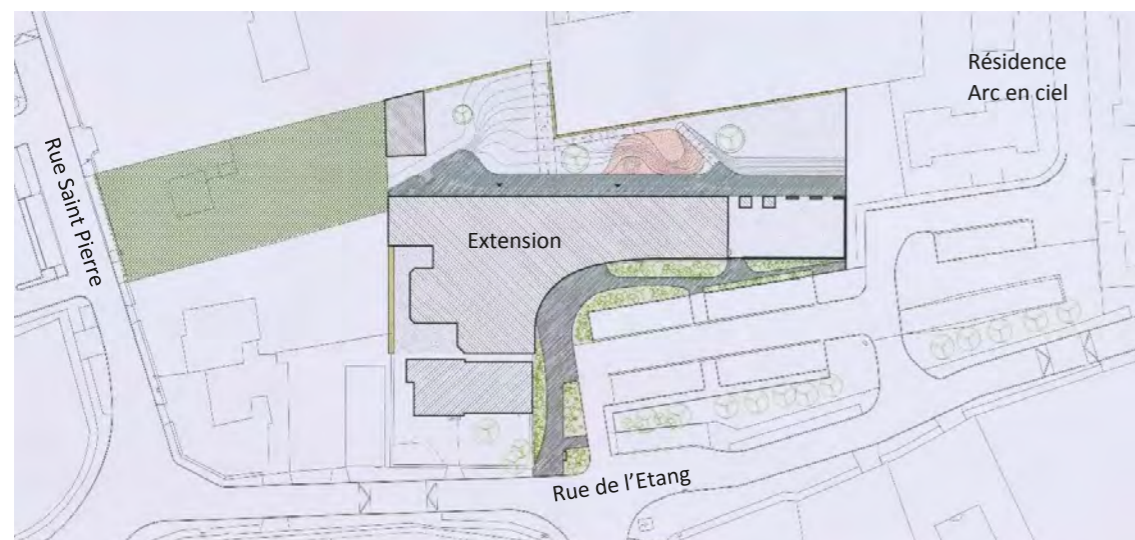 Résidence
Arc en ciel
Rue Saint Pierre
Extension
Rue de l'Etang